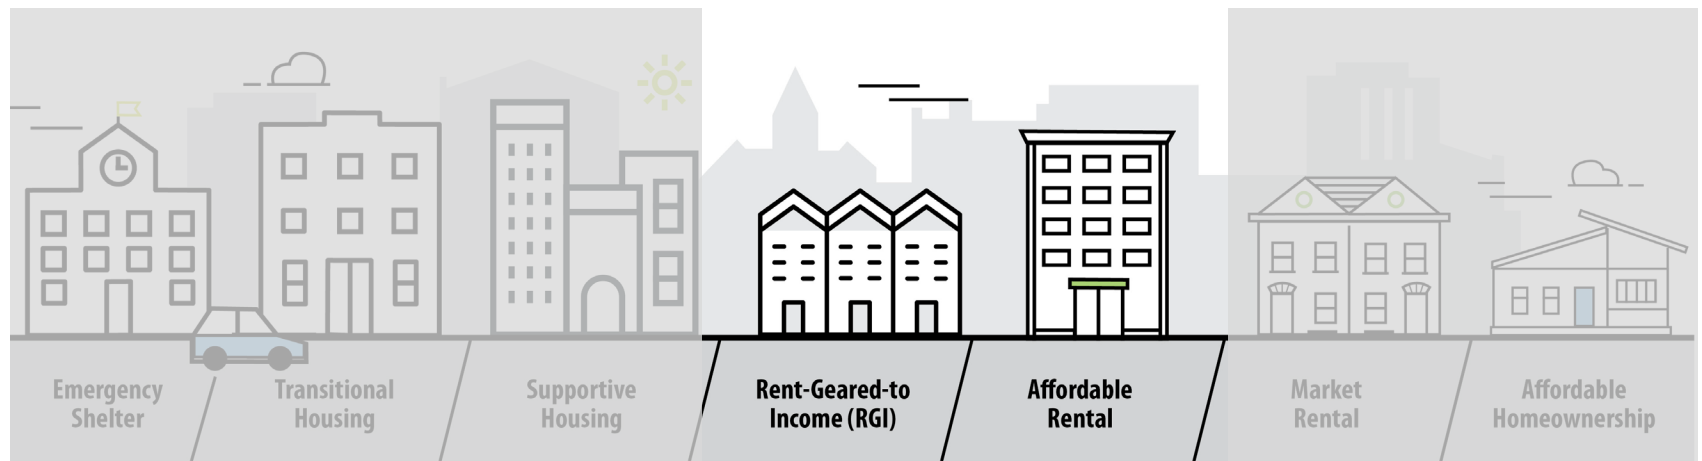 Emergency
Shelter
Transitional
Housing
Supportive
Housing
Rent-Geared-to
Income (RGI)
Affordable
Rental
Market
Rental
Affordable
Homeownership